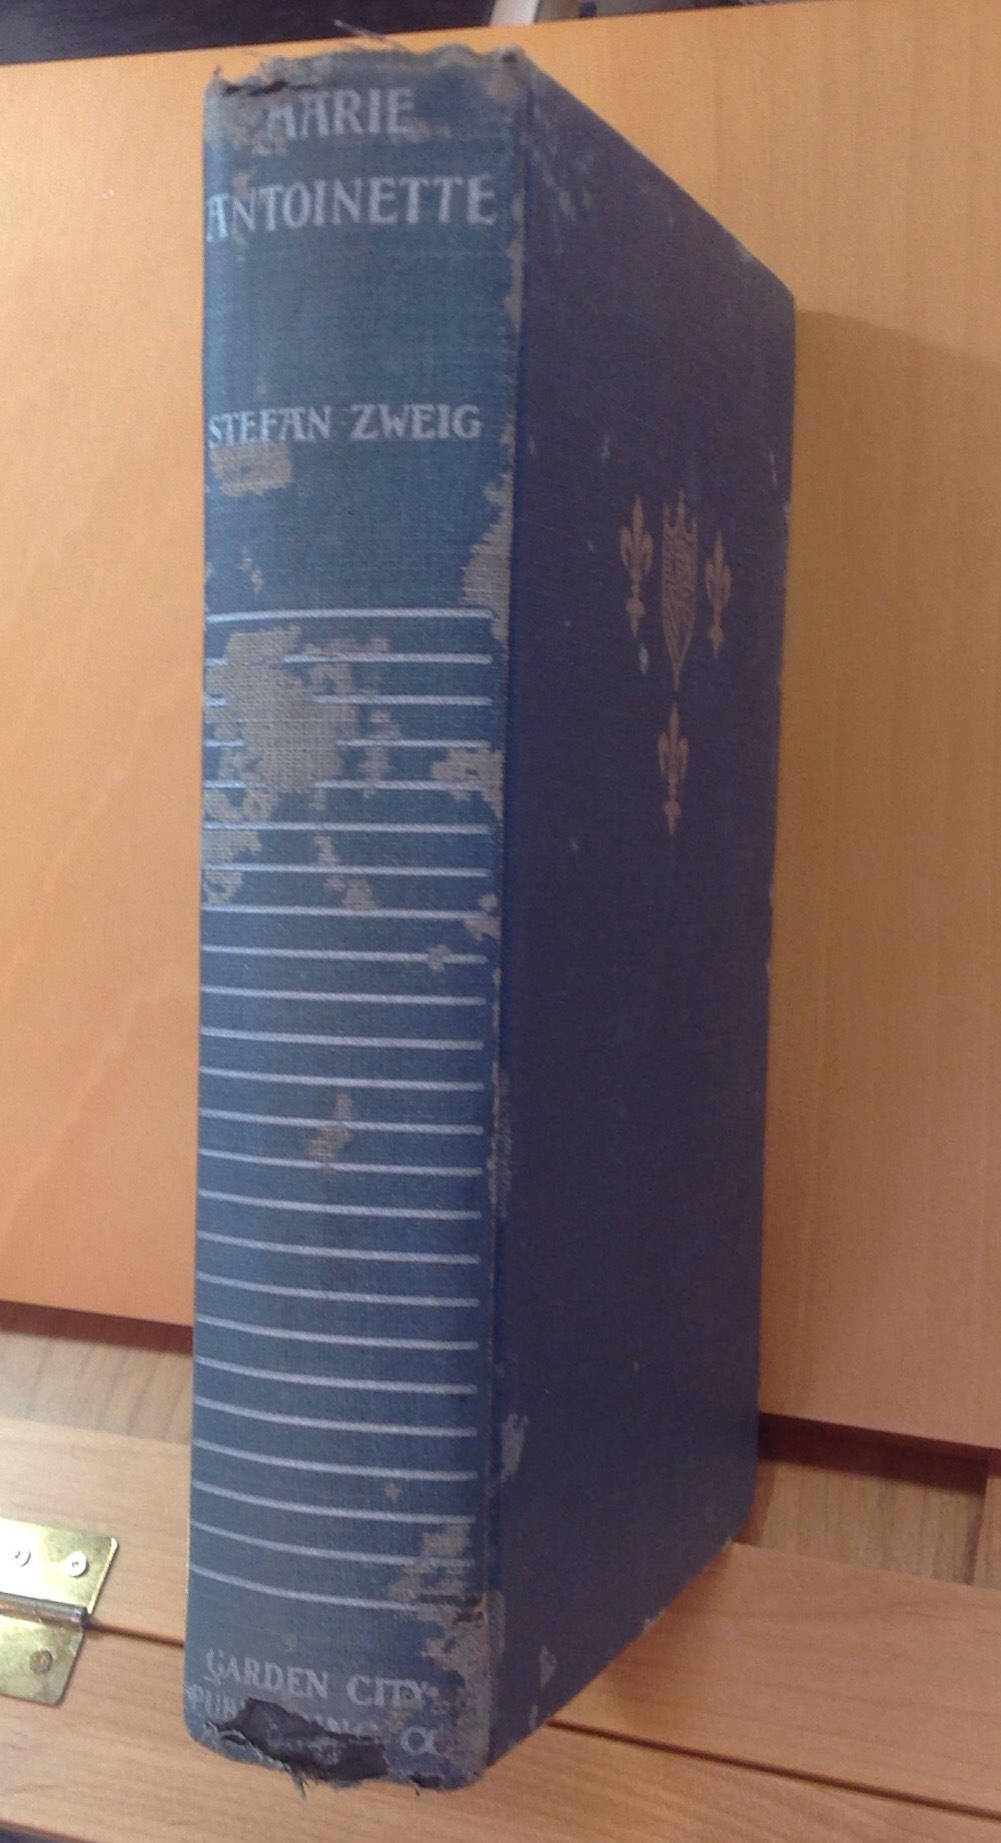 MARIE
ANTOINETTE
STEFAN ZWEIG
GARDEN CITY